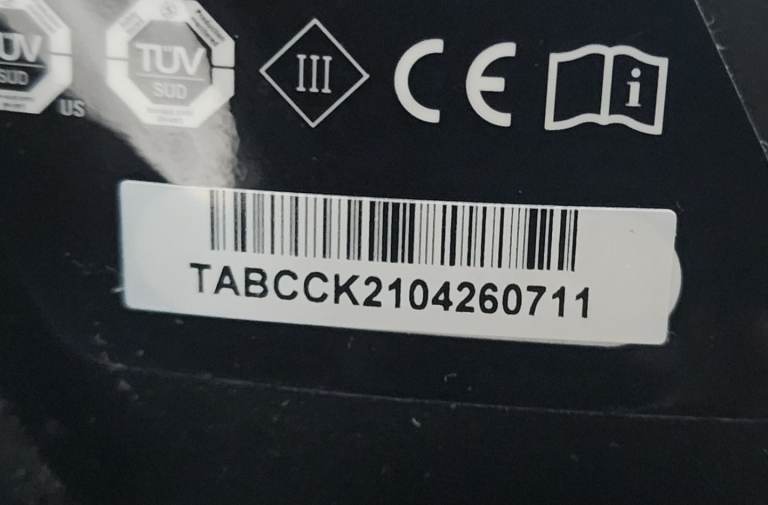 TÜV
SÜD
US
TÜV
SÜD
III
CE
i
TABCCK2104260711